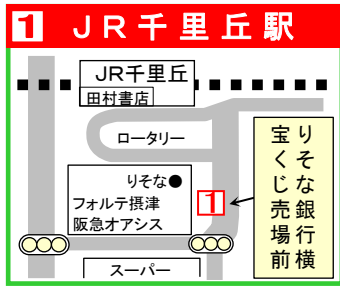 1 JR千里丘駅
JR千里丘
田村書店
ロータリー
りそな●
フォルテ摂津
阪急オアシス
1
りそな銀行横
宝くじ売場前
スーパー